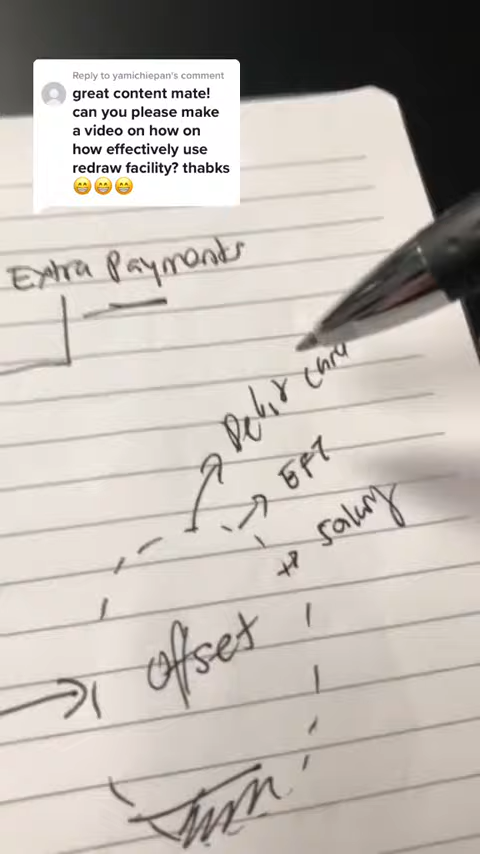 Reply to yamichiepan's comment
great content mate!
can you please make
a video on how on
how effectively use
redraw facility? thabks
😁😁😁
Extra Payments
Debit Card
EFT
Salary
offset